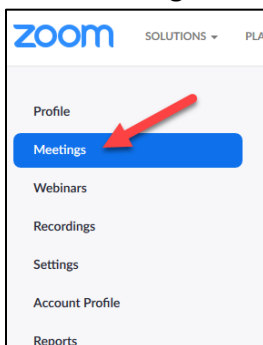 zoom SOLUTIONS PLA
Profile
Meetings
Webinars
Recordings
Settings
Account Profile
Reports